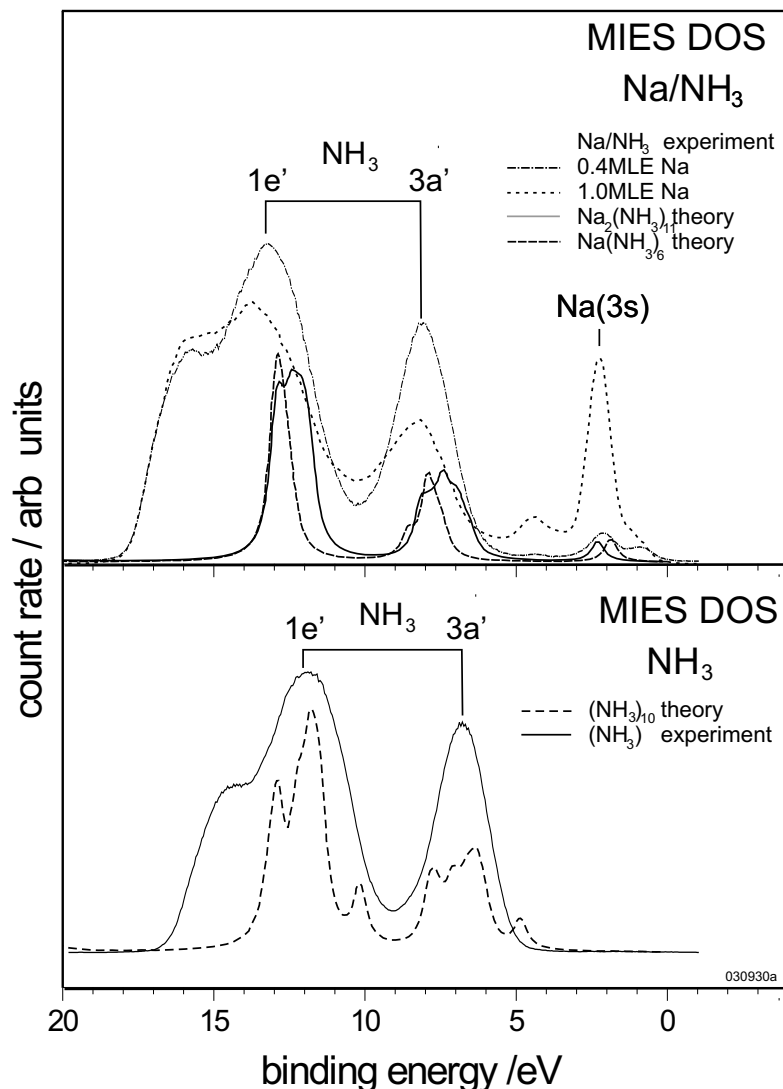 MIES DOS
Na/NH₃
Na/NH₃ experiment
0.4MLE Na
1.0MLE Na
Na₂(NH₃)₁₁ theory
Na(NH₃)₆ theory
NH₃
1e' 3a'
Na(3s)
MIES DOS
NH₃
NH₃
1e' 3a'
(NH₃)₁₀ theory
(NH₃) experiment
030930a
count rate / arb units
20 15 10 5 0
binding energy /eV